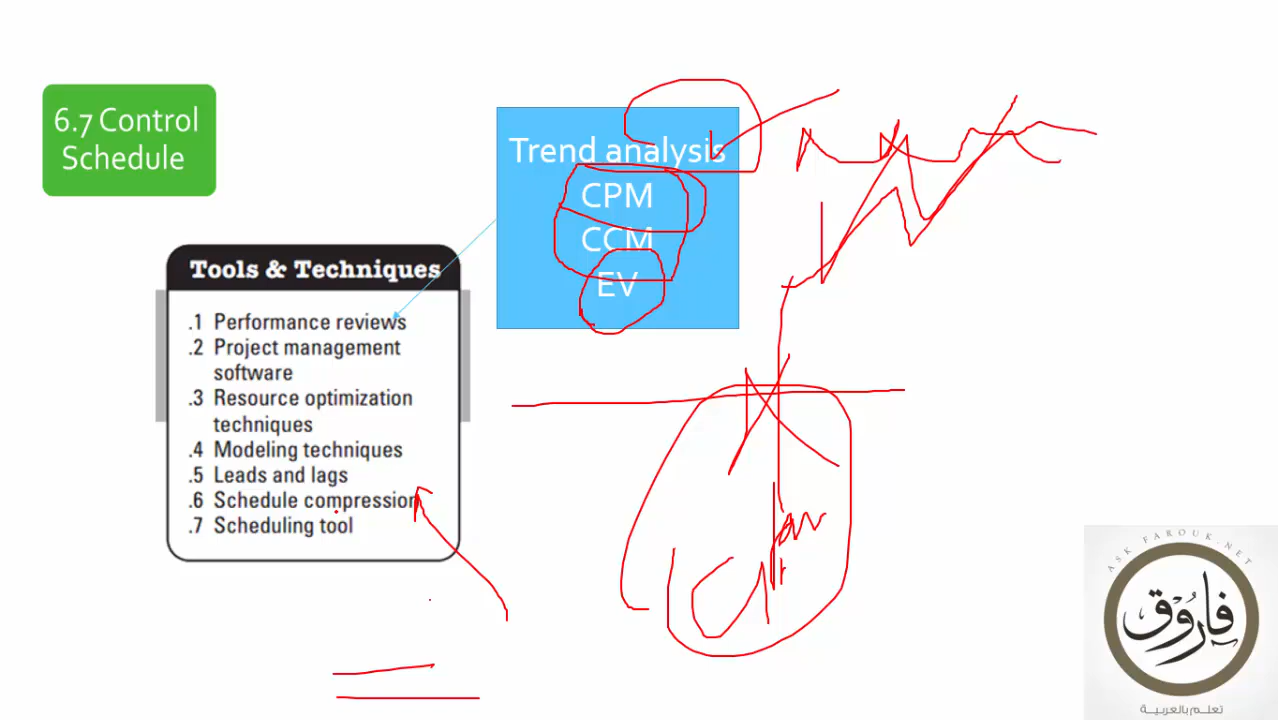 6.7 Control
Schedule
Trend analysis
CPM
CCM
EV
Tools & Techniques
.1 Performance reviews
.2 Project management
software
.3 Resource optimization
techniques
.4 Modeling techniques
.5 Leads and lags
.6 Schedule compression
.7 Scheduling tool
ASK FAROUK.NET
فاروق
تعلم بالعربية